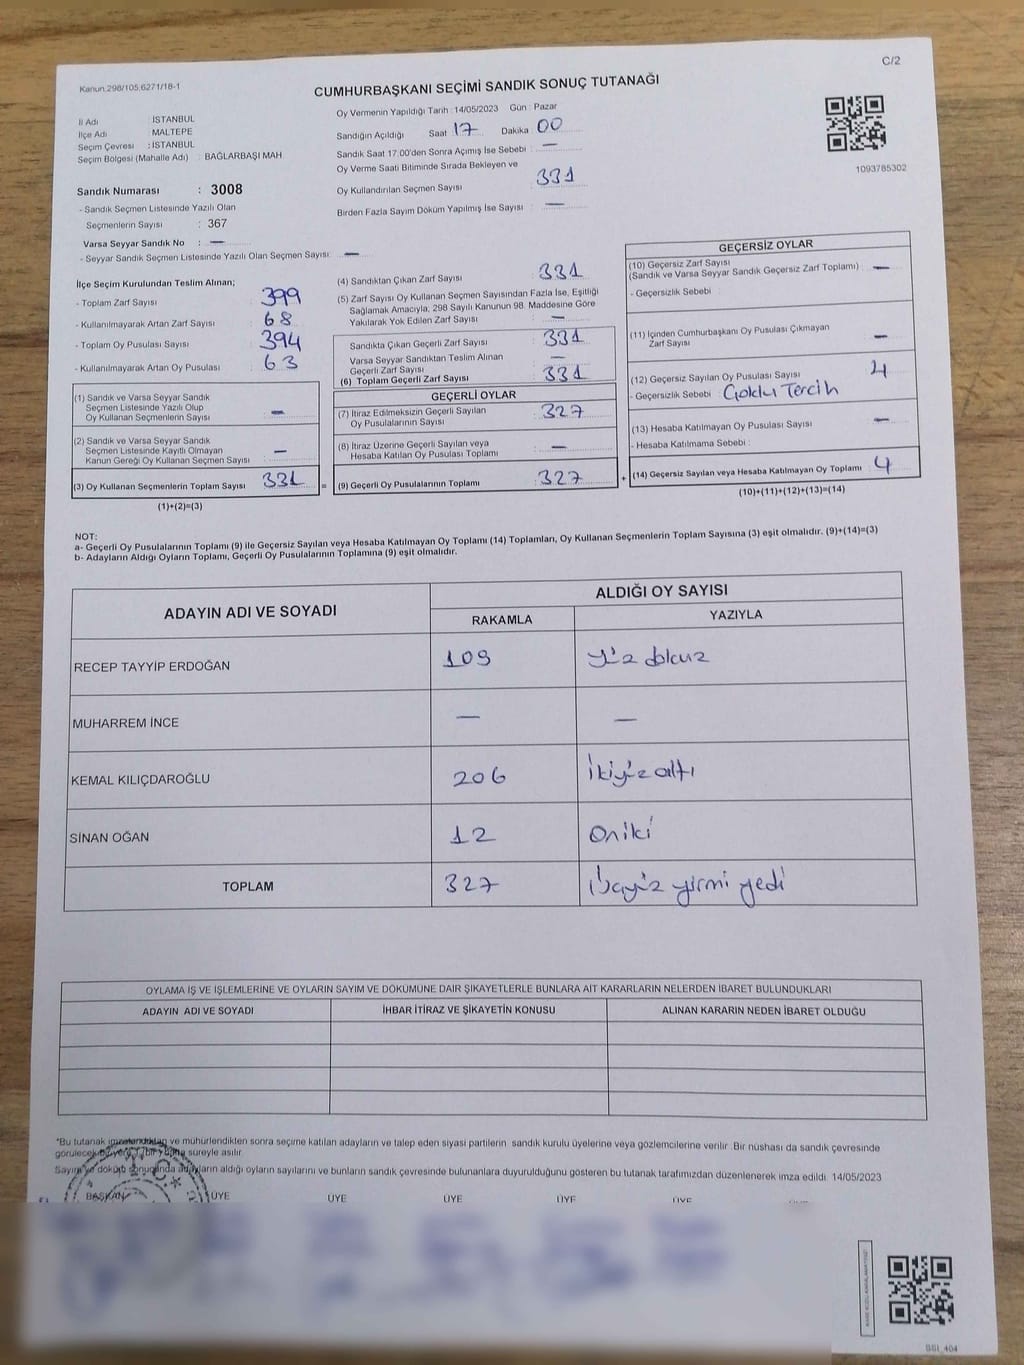 C/2
Kanun.298/105,6271/18-1
CUMHURBAŞKANI SEÇİMİ SANDIK SONUÇ TUTANAĞI
İl Adı : İSTANBUL
İlçe Adı : MALTEPE
Seçim Çevresi : İSTANBUL
Seçim Bölgesi (Mahalle Adı) : BAĞLARBAŞI MAH
Sandık Numarası : 3008
- Sandık Seçmen Listesinde Yazılı Olan
Seçmenlerin Sayısı : 367
Varsa Seyyar Sandık No : —
- Seyyar Sandık Seçmen Listesinde Yazılı Olan Seçmen Sayısı: —
Oy Vermenin Yapıldığı Tarih : 14/05/2023 Gün : Pazar
Sandığın Açıldığı Saat 17 Dakika 00
Sandık Saat 17.00'den Sonra Açımış İse Sebebi : —
Oy Verme Saati Bitiminde Sırada Bekleyen ve
Oy Kullandırılan Seçmen Sayısı 331
Birden Fazla Sayım Döküm Yapılmış İse Sayısı : —
1093785302
İlçe Seçim Kurulundan Teslim Alınan;
- Toplam Zarf Sayısı : 399
- Kullanılmayarak Artan Zarf Sayısı : 68
- Toplam Oy Pusulası Sayısı : 394
- Kullanılmayarak Artan Oy Pusulası : 63
(1) Sandık ve Varsa Seyyar Sandık
Seçmen Listesinde Yazılı Olup
Oy Kullanan Seçmenlerin Sayısı —
(2) Sandık ve Varsa Seyyar Sandık
Seçmen Listesinde Kayıtlı Olmayan
Kanun Gereği Oy Kullanan Seçmen Sayısı —
(3) Oy Kullanan Seçmenlerin Toplam Sayısı 331 =
(1)+(2)=(3)
(4) Sandıktan Çıkan Zarf Sayısı 331
(5) Zarf Sayısı Oy Kullanan Seçmen Sayısından Fazla İse, Eşitliği
Sağlamak Amacıyla, 298 Sayılı Kanunun 98. Maddesine Göre
Yakılarak Yok Edilen Zarf Sayısı —
Sandıkta Çıkan Geçerli Zarf Sayısı 331
Varsa Seyyar Sandıktan Teslim Alınan
Geçerli Zarf Sayısı —
(6) Toplam Geçerli Zarf Sayısı 331
GEÇERLİ OYLAR
(7) İtiraz Edilmeksizin Geçerli Sayılan
Oy Pusulalarının Sayısı 327
(8) İtiraz Üzerine Geçerli Sayılan veya
Hesaba Katılan Oy Pusulası Toplamı —
(9) Geçerli Oy Pusulalarının Toplamı 327 +
GEÇERSİZ OYLAR
(10) Geçersiz Zarf Sayısı
(Sandık ve Varsa Seyyar Sandık Geçersiz Zarf Toplamı) —
- Geçersizlik Sebebi :
(11) İçinden Cumhurbaşkanı Oy Pusulası Çıkmayan
Zarf Sayısı —
(12) Geçersiz Sayılan Oy Pusulası Sayısı 4
- Geçersizlik Sebebi : Çoklu Tercih
(13) Hesaba Katılmayan Oy Pusulası Sayısı —
- Hesaba Katılmama Sebebi :
(14) Geçersiz Sayılan veya Hesaba Katılmayan Oy Toplamı 4
(10)+(11)+(12)+(13)=(14)
NOT:
a- Geçerli Oy Pusulalarının Toplamı (9) ile Geçersiz Sayılan veya Hesaba Katılmayan Oy Toplamı (14) Toplamları, Oy Kullanan Seçmenlerin Toplam Sayısına (3) eşit olmalıdır. (9)+(14)=(3)
b- Adayların Aldığı Oyların Toplamı, Geçerli Oy Pusulalarının Toplamına (9) eşit olmalıdır.
ADAYIN ADI VE SOYADI
ALDIĞI OY SAYISI
RAKAMLA YAZIYLA
RECEP TAYYİP ERDOĞAN 109 Yüz dokuz
MUHARREM İNCE — —
KEMAL KILIÇDAROĞLU 206 İkiyüz altı
SİNAN OĞAN 12 Oniki
TOPLAM 327 üçyüz yirmi yedi
OYLAMA İŞ VE İŞLEMLERİNE VE OYLARIN SAYIM VE DÖKÜMÜNE DAİR ŞİKAYETLERLE BUNLARA AİT KARARLARIN NELERDEN İBARET BULUNDUKLARI
ADAYIN ADI VE SOYADI İHBAR İTİRAZ VE ŞİKAYETİN KONUSU ALINAN KARARIN NEDEN İBARET OLDUĞU
*Bu tutanak imzalandıktan ve mühürlendikten sonra seçime katılan adayların ve talep eden siyasi partilerin sandık kurulu üyelerine veya gözlemcilerine verilir. Bir nüshası da sandık çevresinde
görülecek bir yere, bir hafta süreyle asılır.
Sayım ve döküm sonucunda adayların aldığı oyların sayılarını ve bunların sandık çevresinde bulunanlara duyurulduğunu gösteren bu tutanak tarafımızdan düzenlenerek imza edildi. 14/05/2023
T.C.
BAŞKAN ÜYE ÜYE ÜYE ÜYE ÜYE
SSI_404